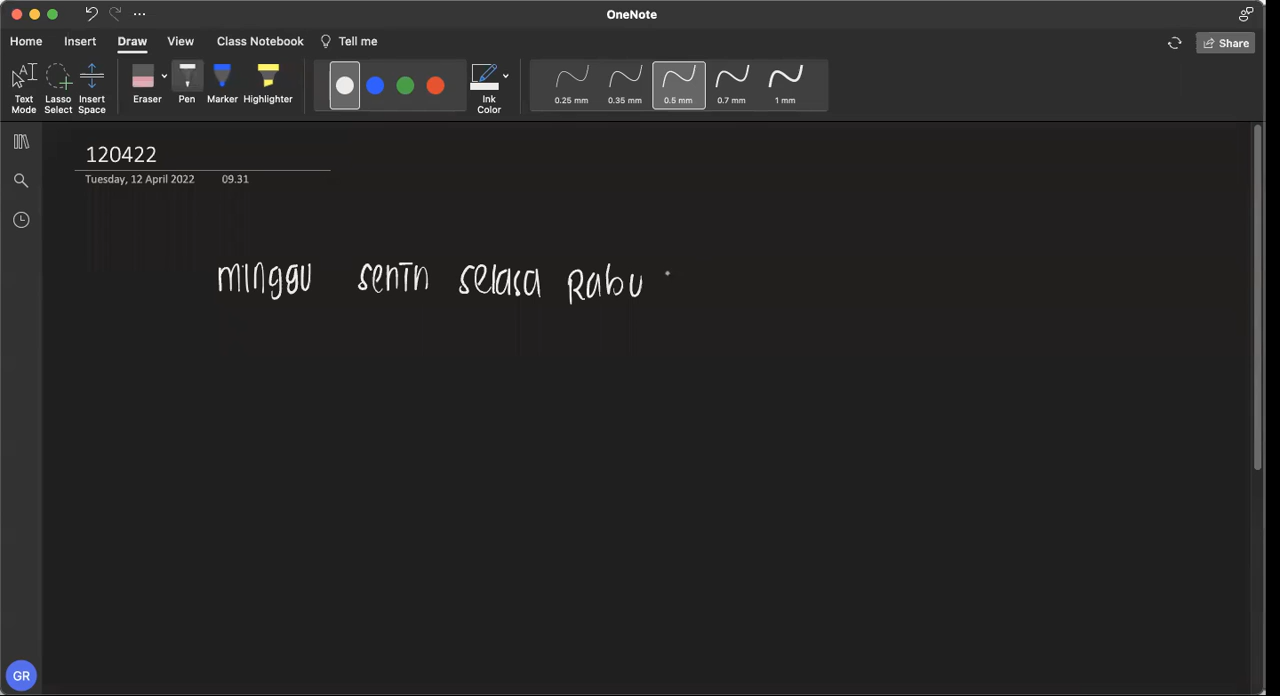 OneNote
Home Insert Draw View Class Notebook Tell me Share
Text Mode Lasso Select Insert Space Eraser Pen Marker Highlighter Ink Color 0.25 mm 0.35 mm 0.5 mm 0.7 mm 1 mm
120422
Tuesday, 12 April 2022 09.31
minggu senin selasa Rabu
GR